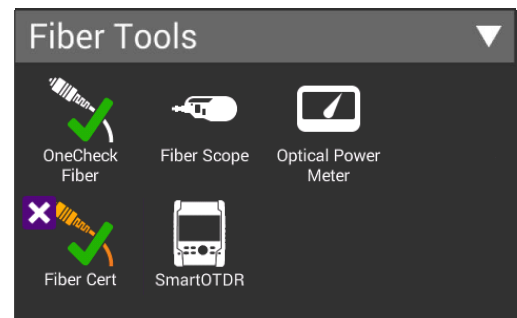 Fiber Tools
OneCheck
Fiber
Fiber Scope
Optical Power
Meter
Fiber Cert
SmartOTDR